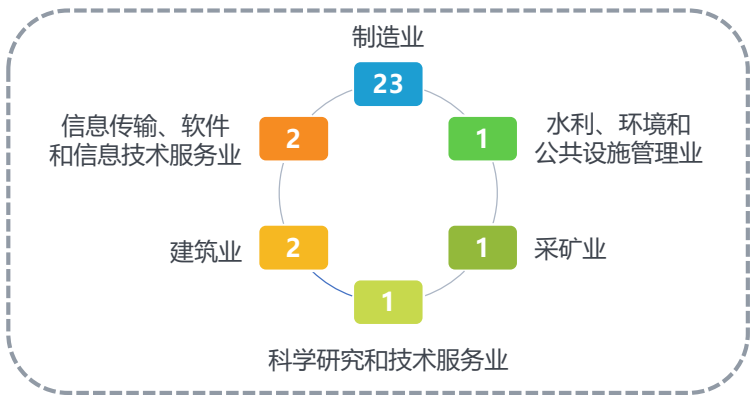 制造业
23
信息传输、软件
和信息技术服务业
2
1
水利、环境和
公共设施管理业
建筑业
2
1
采矿业
1
科学研究和技术服务业